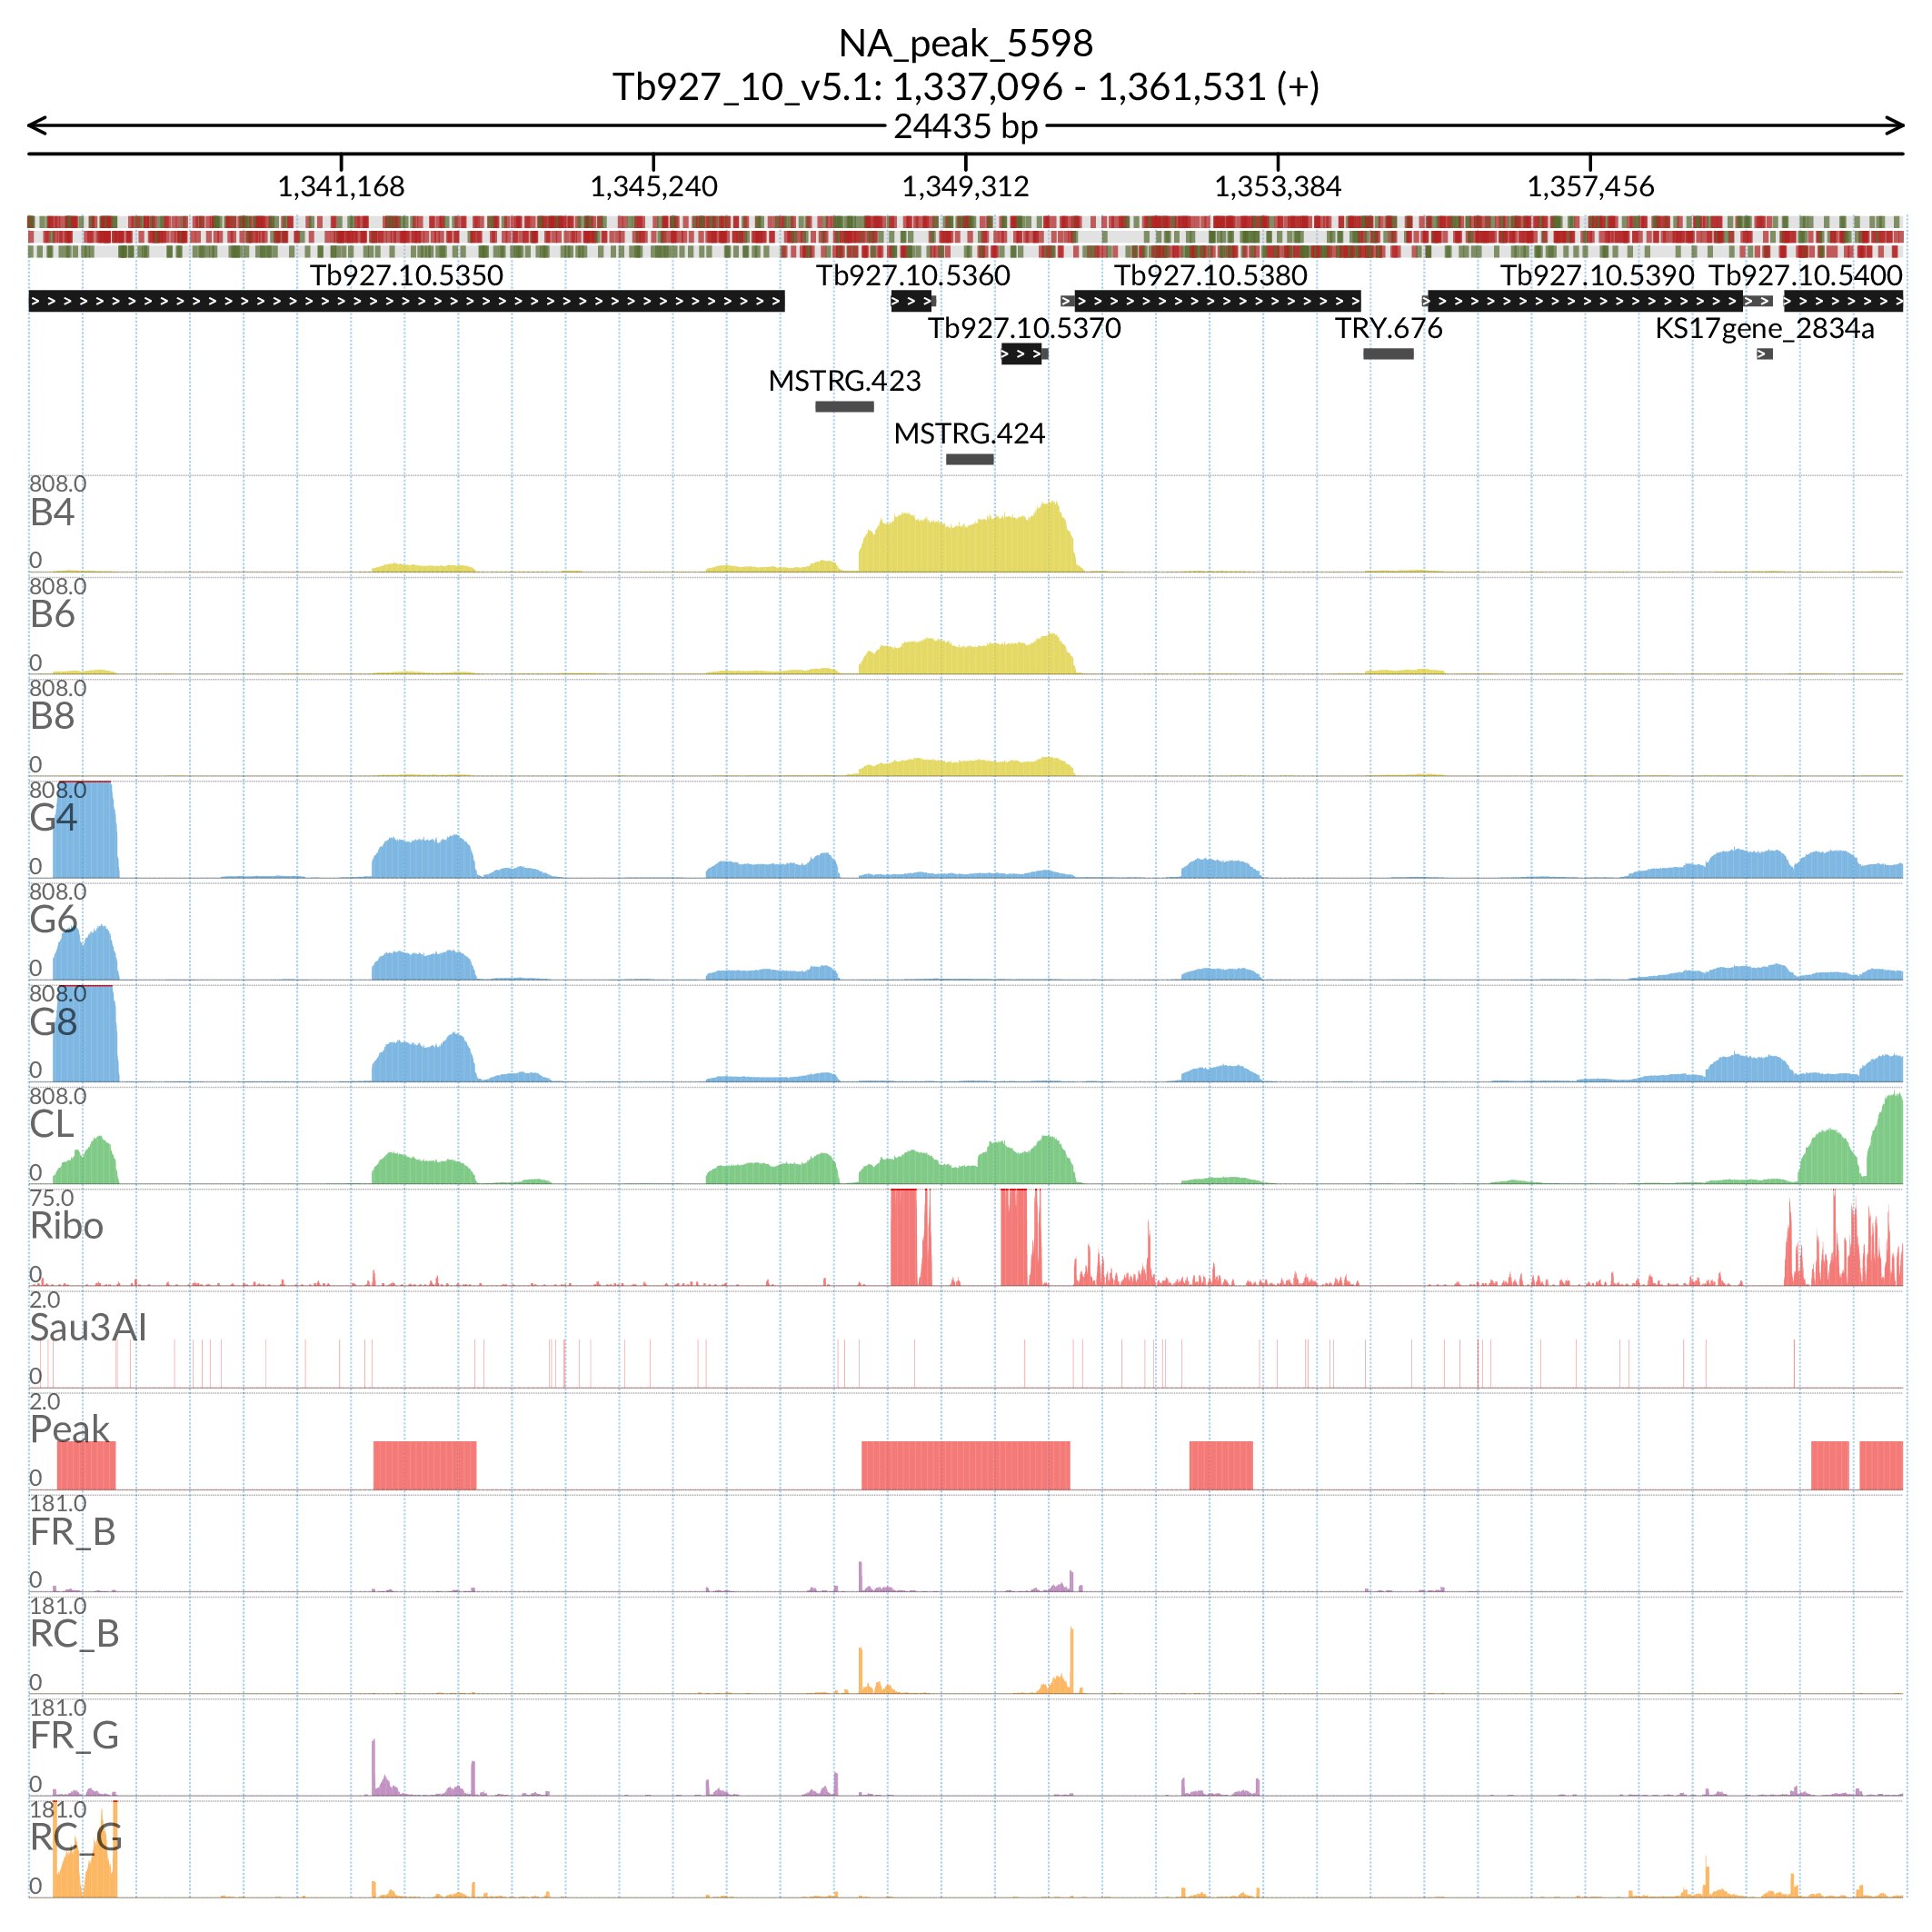 NA_peak_5598
Tb927_10_v5.1: 1,337,096 - 1,361,531 (+)
24435 bp
1,341,168 1,345,240 1,349,312 1,353,384 1,357,456
Tb927.10.5350 Tb927.10.5360 Tb927.10.5380 Tb927.10.5390 Tb927.10.5400
Tb927.10.5370 TRY.676 KS17gene_2834a
MSTRG.423
MSTRG.424
808.0
B4
0
808.0
B6
0
808.0
B8
0
808.0
G4
0
808.0
G6
0
808.0
G8
0
808.0
CL
0
75.0
Ribo
0
2.0
Sau3AI
0
2.0
Peak
0
181.0
FR_B
0
181.0
RC_B
0
181.0
FR_G
0
181.0
RC_G
0